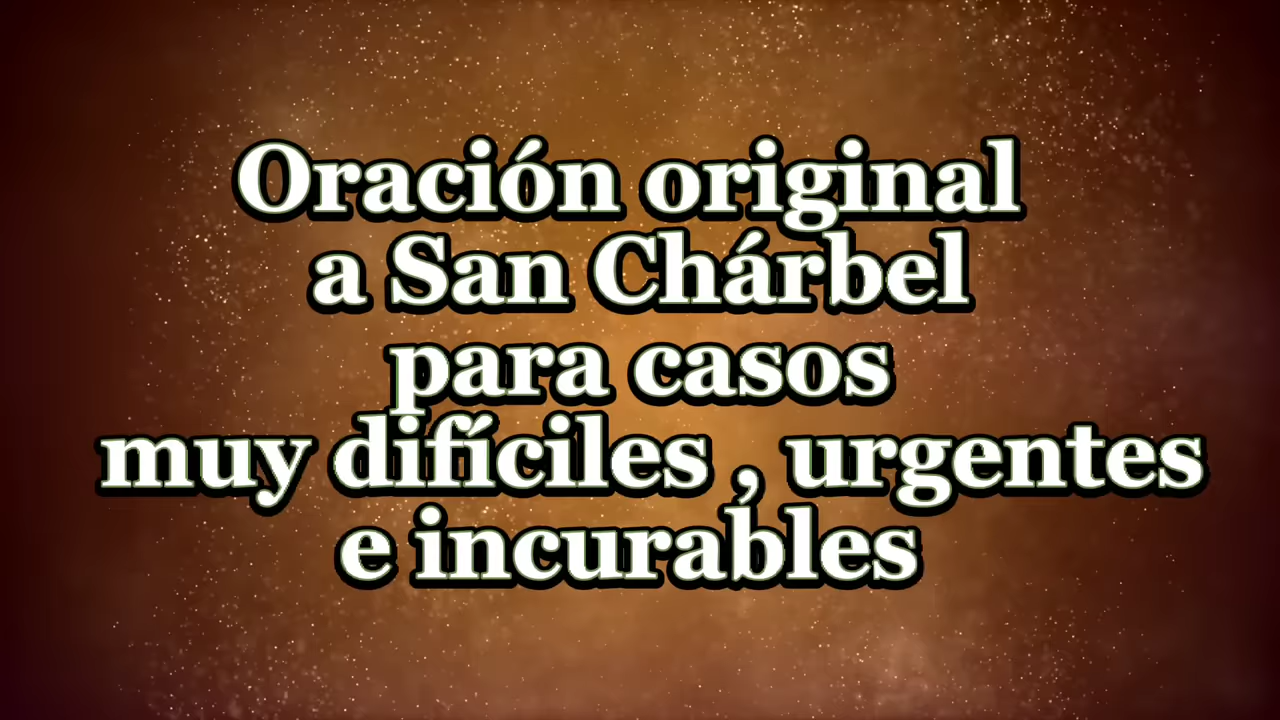 Oración original
a San Chárbel
para casos
muy difíciles , urgentes
e incurables